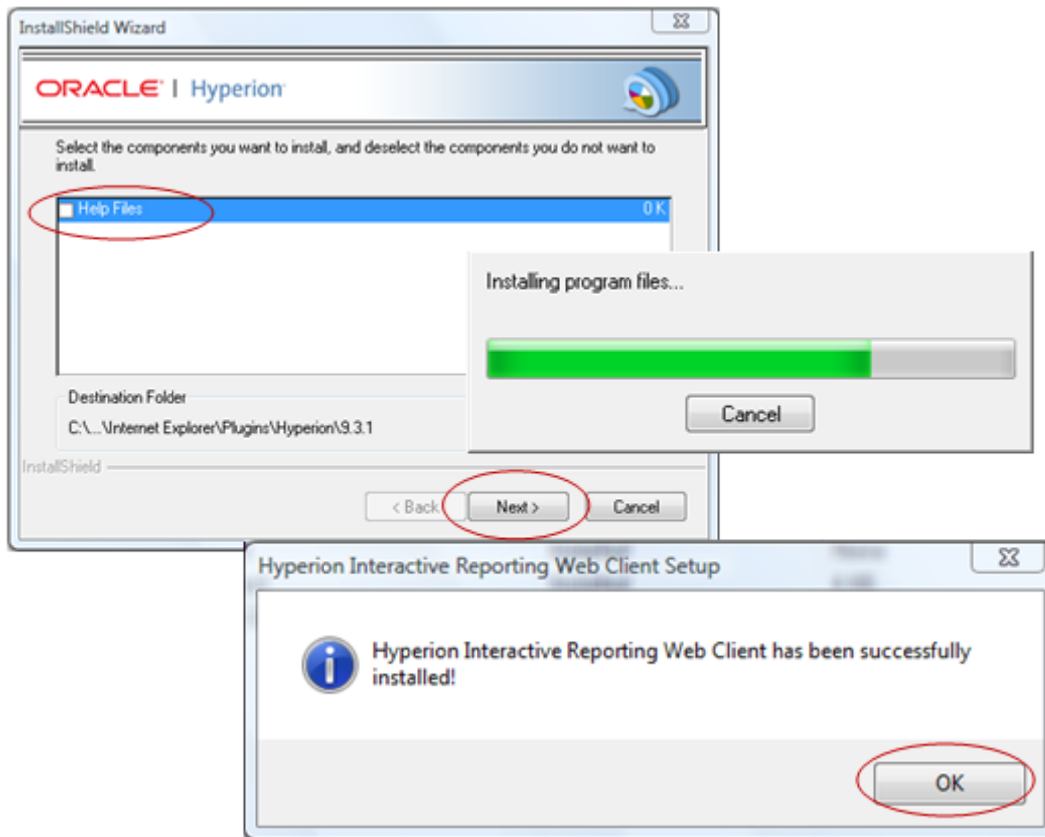 InstallShield Wizard
ORACLE | Hyperion
Select the components you want to install, and deselect the components you do not want to
install.
Help Files 0 K
Installing program files...
Cancel
Destination Folder
C:\...\Internet Explorer\Plugins\Hyperion\9.3.1
InstallShield
< Back Next > Cancel
Hyperion Interactive Reporting Web Client Setup
Hyperion Interactive Reporting Web Client has been successfully
installed!
OK